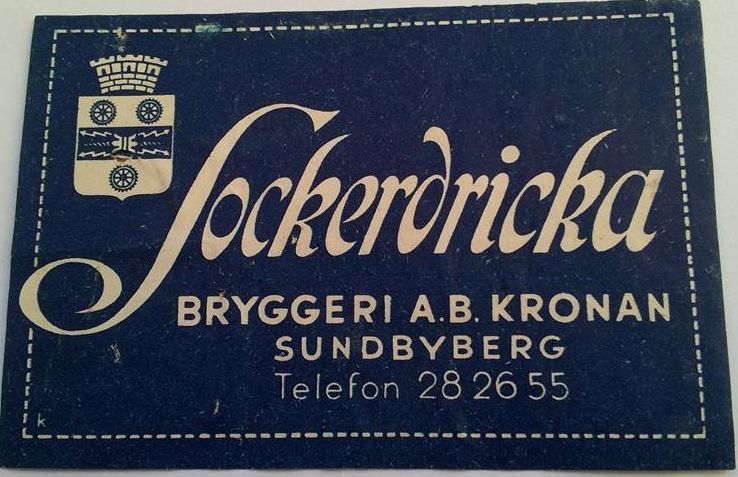 Sockerdricka
BRYGGERI A.B. KRONAN
SUNDBYBERG
Telefon 28 26 55
k